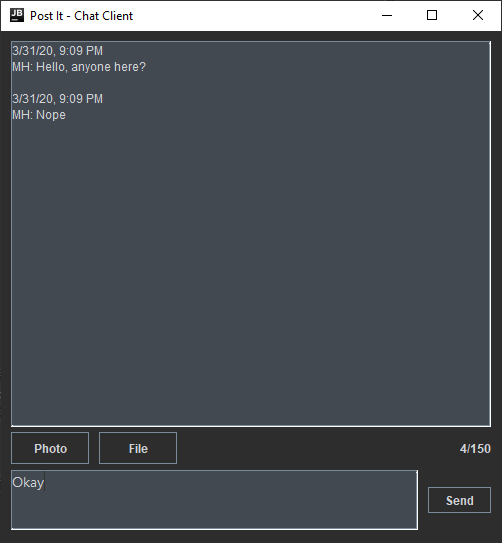 JB
Post It - Chat Client
3/31/20, 9:09 PM
MH: Hello, anyone here?
3/31/20, 9:09 PM
MH: Nope
Photo
File
4/150
Okay
Send